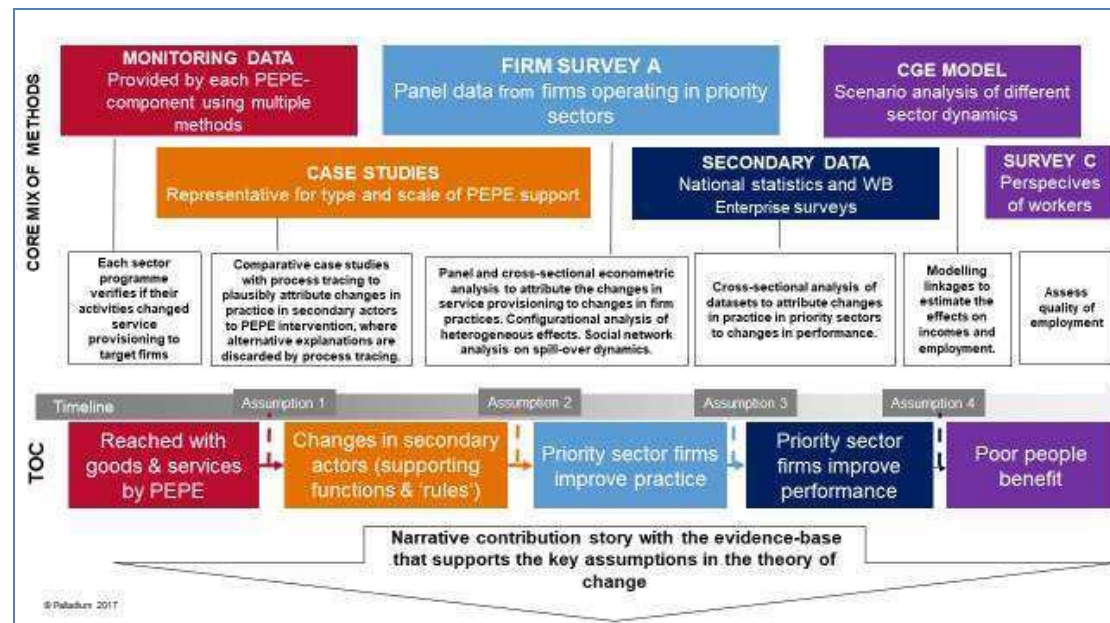 CORE MIX OF METHODS
MONITORING DATA
Provided by each PEPE-
component using multiple
methods
FIRM SURVEY A
Panel data from firms operating in priority
sectors
CGE MODEL
Scenario analysis of different
sector dynamics
CASE STUDIES
Representative for type and scale of PEPE support
SECONDARY DATA
National statistics and WB
Enterprise surveys
SURVEY C
Perspecives
of workers
Each sector
programme
verifies if their
activities changed
service
provisioning to
target firms
Comparative case studies
with process tracing to
plausibly attribute changes in
practice in secondary actors
to PEPE intervention, where
alternative explanations are
discarded by process tracing.
Panel and cross-sectional econometric
analysis to attribute the changes in
service provisioning to changes in firm
practices. Configurational analysis of
heterogeneous effects. Social network
analysis on spill-over dynamics.
Cross-sectional analysis of
datasets to attribute changes
in practice in priority sectors
to changes in performance.
Modelling
linkages to
estimate the
effects on
incomes and
employment.
Assess
quality of
employment
Timeline
Assumption 1
Assumption 2
Assumption 3
Assumption 4
TOC
Reached with
goods & services
by PEPE
Changes in secondary
actors (supporting
functions & 'rules')
Priority sector firms
improve practice
Priority sector
firms improve
performance
Poor people
benefit
Narrative contribution story with the evidence-base
that supports the key assumptions in the theory of
change
© Palladium 2017